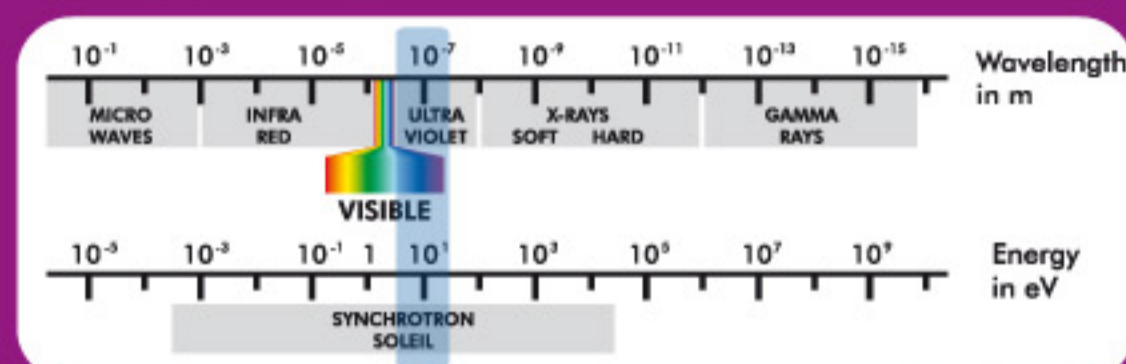 10⁻¹ 10⁻³ 10⁻⁵ 10⁻⁷ 10⁻⁹ 10⁻¹¹ 10⁻¹³ 10⁻¹⁵
Wavelength
in m
MICRO
WAVES
INFRA
RED
ULTRA
VIOLET
X-RAYS
SOFT HARD
GAMMA
RAYS
VISIBLE
10⁻⁵ 10⁻³ 10⁻¹ 1 10¹ 10³ 10⁵ 10⁷ 10⁹
Energy
in eV
SYNCHROTRON
SOLEIL